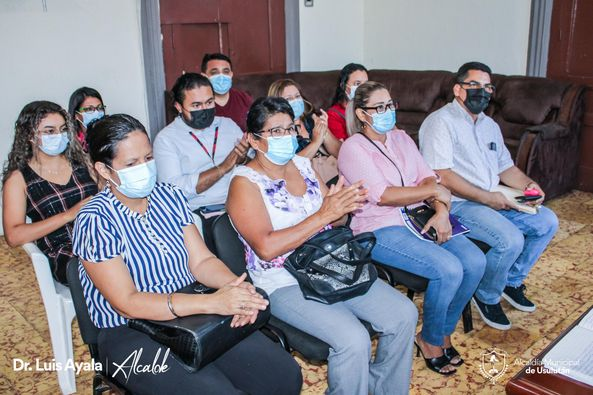 Dr. Luis Ayala | Alcalde
Alcaldía Municipal
de Usulután